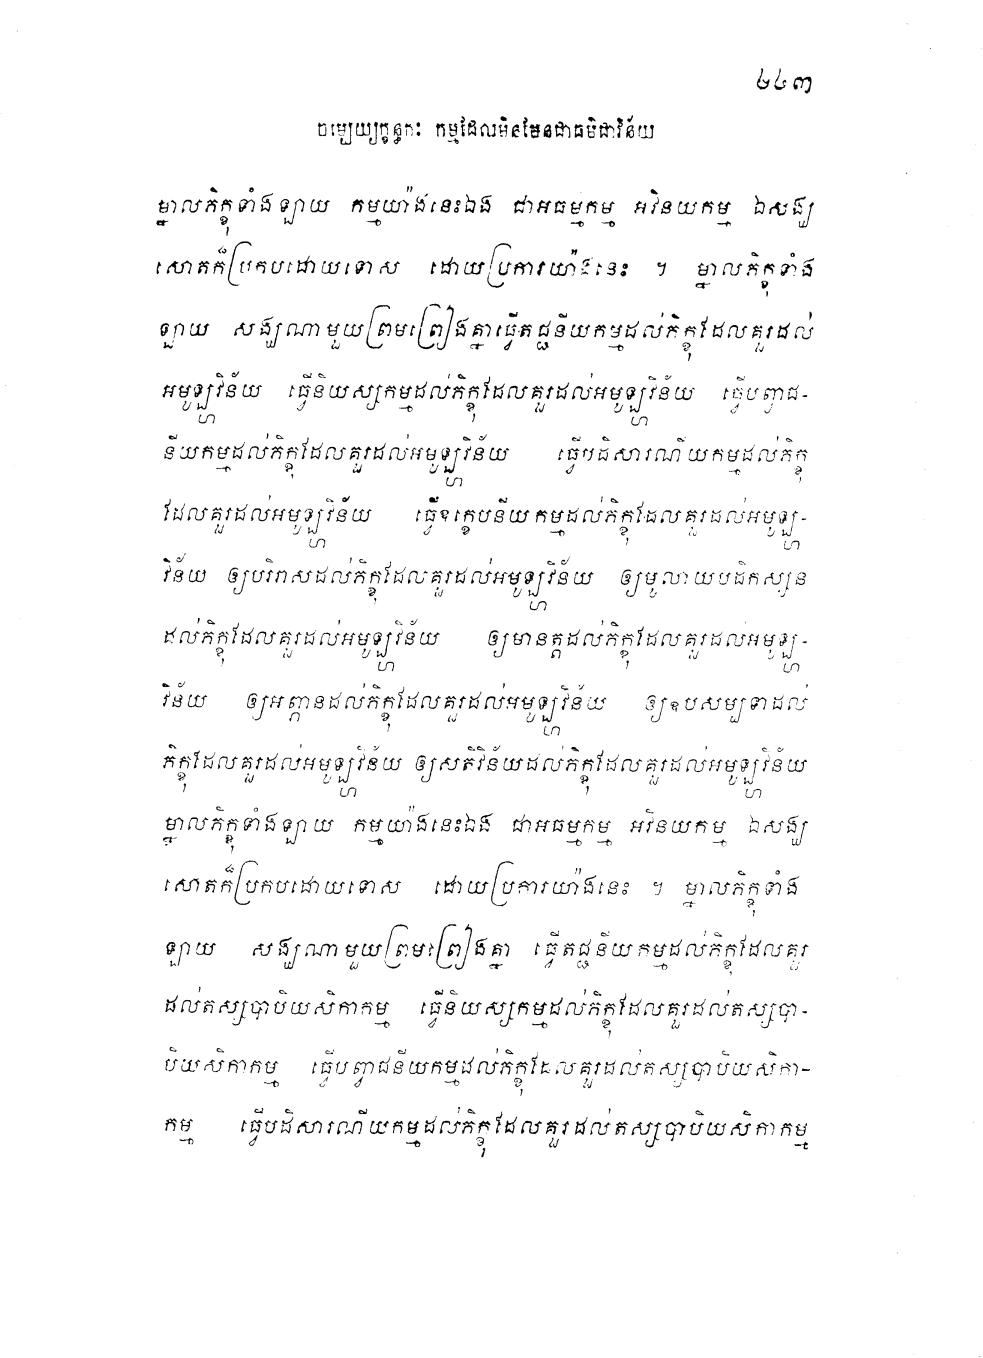 ២៤៣
ចម្បេយ្យក្ខន្ធកៈ កម្មដែលមិនមែនជាធម៌ជាវិន័យ
ម្នាលភិក្ខុទាំងឡាយ កម្មយ៉ាងនេះឯង ជាអធម្មកម្ម អវិនយកម្ម ឯសង្ឃ
សោតក៏ប្រកបដោយទោស ដោយប្រការយ៉ាងនេះ ។ ម្នាលភិក្ខុទាំង
ឡាយ សង្ឃណាមួយព្រមព្រៀងគ្នាធ្វើតជ្ជនីយកម្មដល់ភិក្ខុដែលគួរដល់
អមូឡ្ហវិន័យ ធ្វើនិយស្សកម្មដល់ភិក្ខុដែលគួរដល់អមូឡ្ហវិន័យ ធ្វើបព្វាជ-
នីយកម្មដល់ភិក្ខុដែលគួរដល់អមូឡ្ហវិន័យ ធ្វើបដិសារណីយកម្មដល់ភិក្ខុ
ដែលគួរដល់អមូឡ្ហវិន័យ ធ្វើឧក្ខេបនីយកម្មដល់ភិក្ខុដែលគួរដល់អមូឡ្ហ-
វិន័យ ឲ្យបរិវាសដល់ភិក្ខុដែលគួរដល់អមូឡ្ហវិន័យ ឲ្យមូលាយបដិកស្សន
ដល់ភិក្ខុដែលគួរដល់អមូឡ្ហវិន័យ ឲ្យមានត្តដល់ភិក្ខុដែលគួរដល់អមូឡ្ហ-
វិន័យ ឲ្យអព្ភានដល់ភិក្ខុដែលគួរដល់អមូឡ្ហវិន័យ ឲ្យឧបសម្បទាដល់
ភិក្ខុដែលគួរដល់អមូឡ្ហវិន័យ ឲ្យសតិវិន័យដល់ភិក្ខុដែលគួរដល់អមូឡ្ហវិន័យ
ម្នាលភិក្ខុទាំងឡាយ កម្មយ៉ាងនេះឯង ជាអធម្មកម្ម អវិនយកម្ម ឯសង្ឃ
សោតក៏ប្រកបដោយទោស ដោយប្រការយ៉ាងនេះ ។ ម្នាលភិក្ខុទាំង
ឡាយ សង្ឃណាមួយព្រមព្រៀងគ្នា ធ្វើតជ្ជនីយកម្មដល់ភិក្ខុដែលគួរ
ដល់តស្សបាបិយសិកាកម្ម ធ្វើនិយស្សកម្មដល់ភិក្ខុដែលគួរដល់តស្សបា-
បិយសិកាកម្ម ធ្វើបព្វាជនីយកម្មដល់ភិក្ខុដែលគួរដល់តស្សបាបិយសិកា-
កម្ម ធ្វើបដិសារណីយកម្មដល់ភិក្ខុដែលគួរដល់តស្សបាបិយសិកាកម្ម